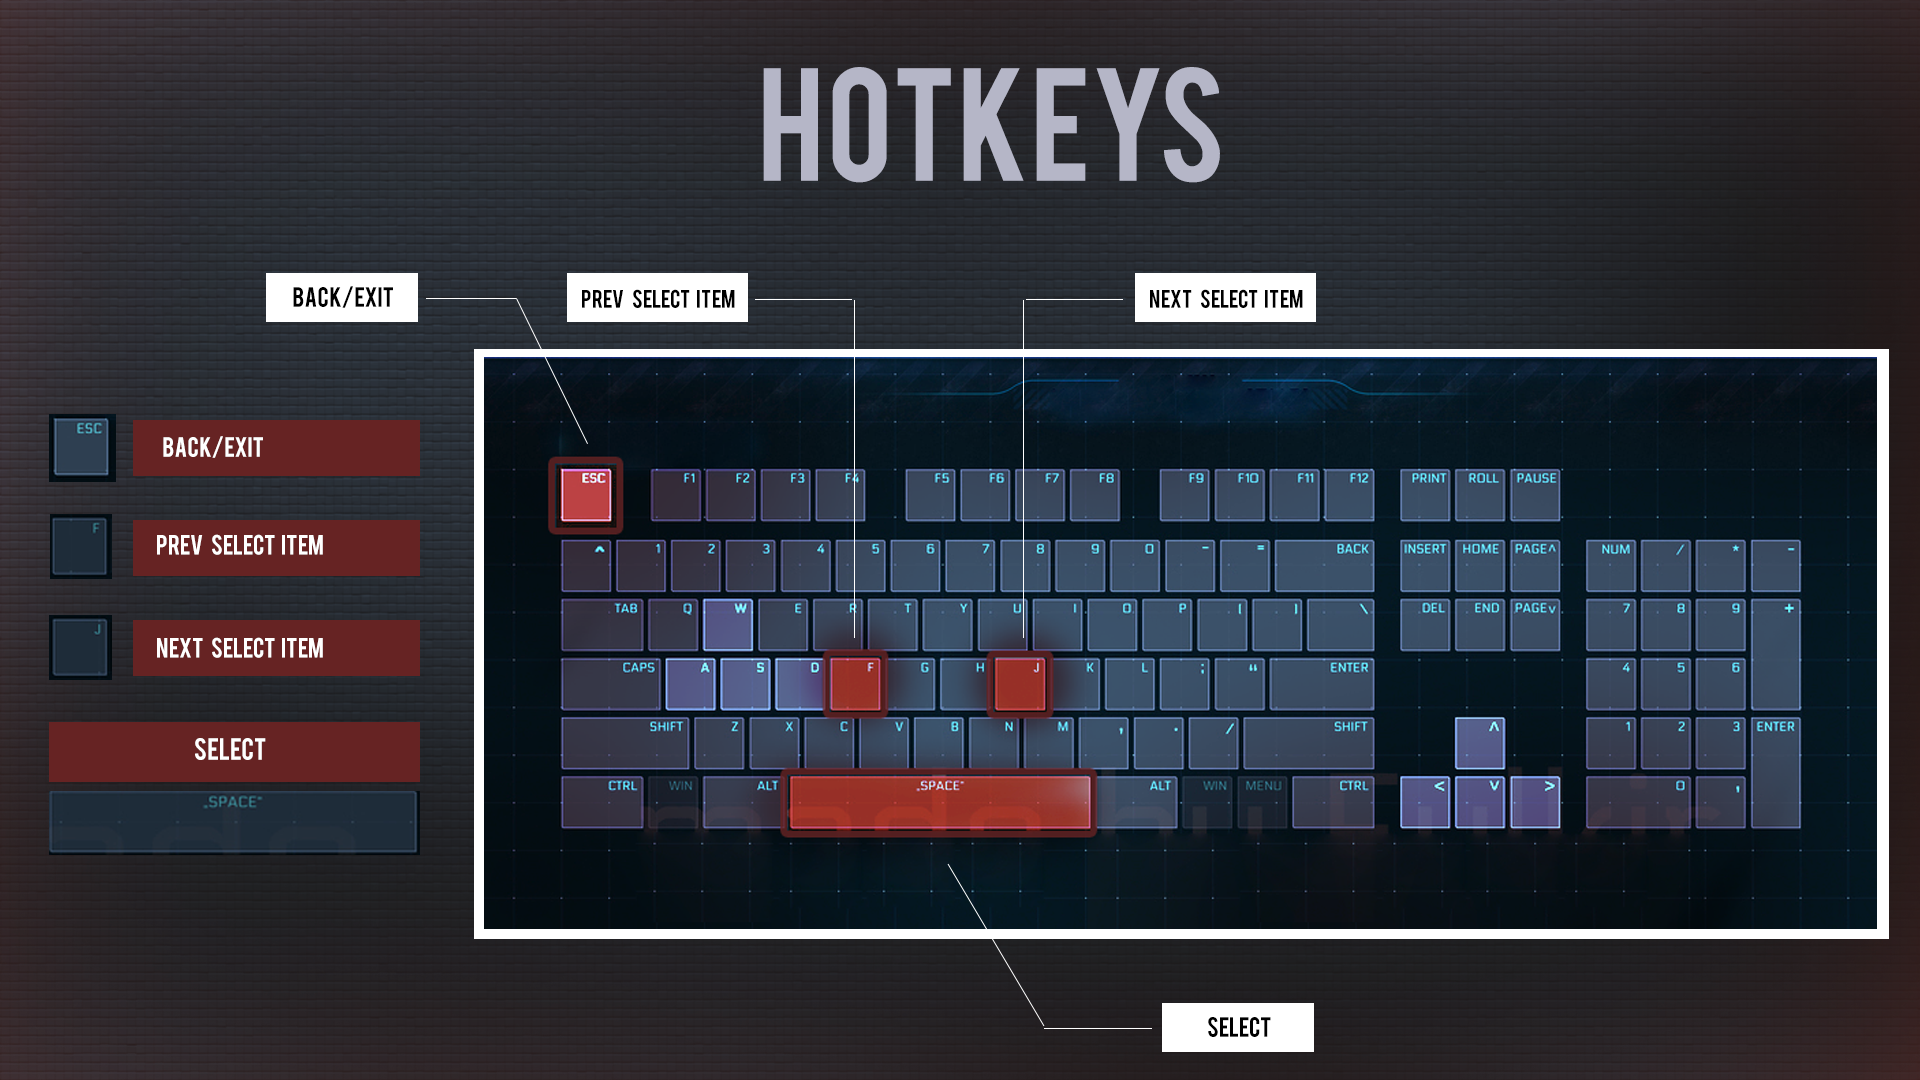 HOTKEYS
BACK/EXIT
PREV SELECT ITEM
NEXT SELECT ITEM
ESC
BACK/EXIT
F
PREV SELECT ITEM
J
NEXT SELECT ITEM
SELECT
„SPACE“
ESC F1 F2 F3 F4 F5 F6 F7 F8 F9 F10 F11 F12 PRINT ROLL PAUSE
^ 1 2 3 4 5 6 7 8 9 0 - = BACK INSERT HOME PAGE^ NUM / * -
TAB Q W E R T Y U I O P [ ] \ DEL END PAGEv 7 8 9 +
CAPS A S D F G H J K L ; “ ENTER 4 5 6
SHIFT Z X C V B N M , . / SHIFT ^ 1 2 3 ENTER
CTRL WIN ALT „SPACE“ ALT WIN MENU CTRL < V > 0 ,
SELECT